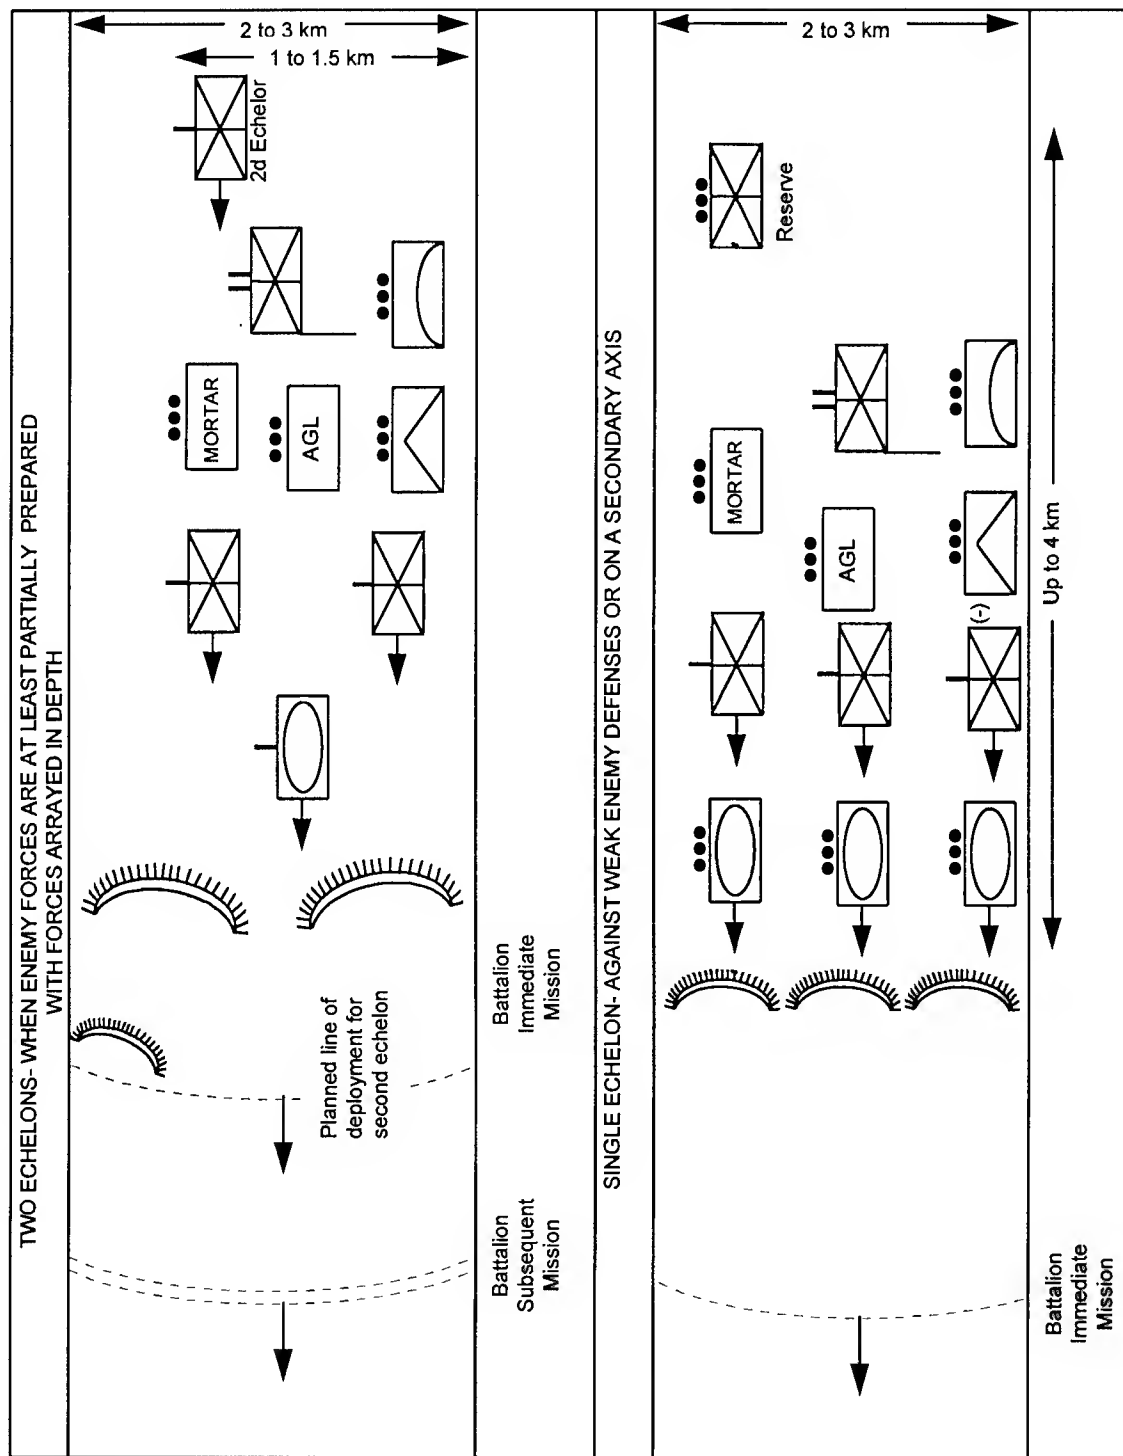 TWO ECHELONS- WHEN ENEMY FORCES ARE AT LEAST PARTIALLY PREPARED
WITH FORCES ARRAYED IN DEPTH
2 to 3 km
1 to 1.5 km
2d Echelor
MORTAR
AGL
Planned line of
deployment for
second echelon
Battalion
Immediate
Mission
Battalion
Subsequent
Mission
SINGLE ECHELON- AGAINST WEAK ENEMY DEFENSES OR ON A SECONDARY AXIS
2 to 3 km
Reserve
MORTAR
AGL
(-)
Up to 4 km
Battalion
Immediate
Mission